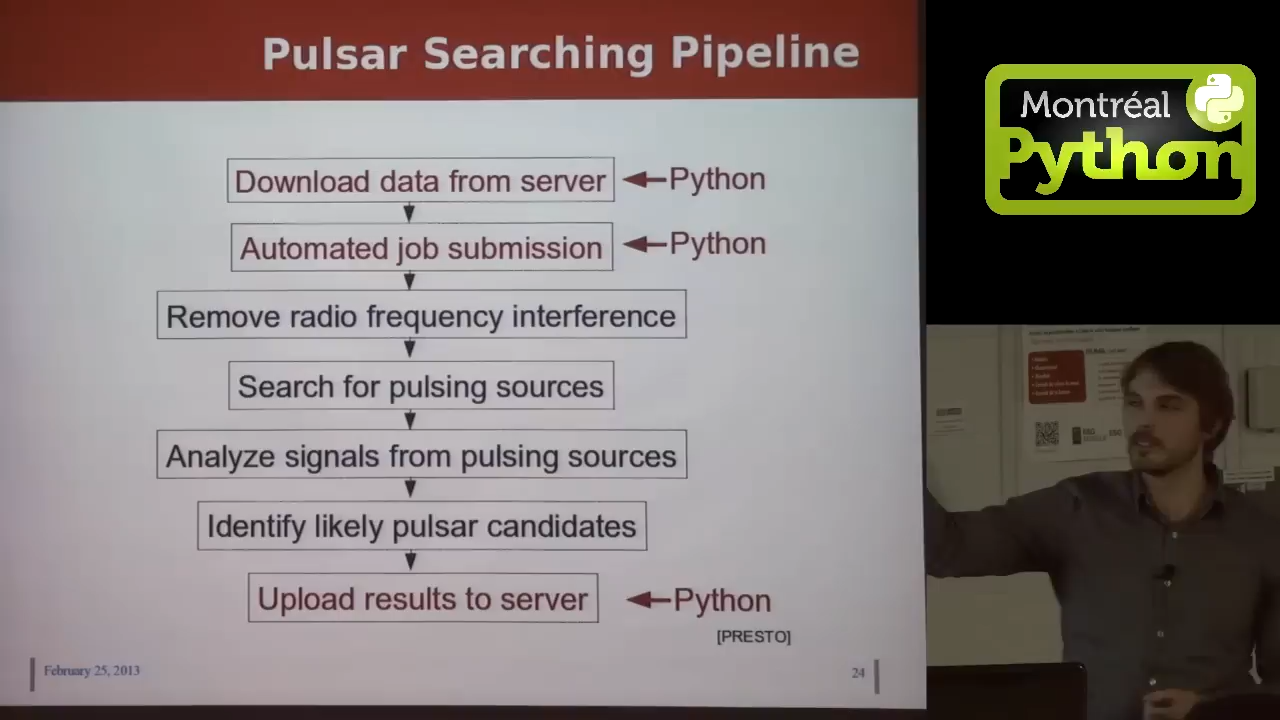 Pulsar Searching Pipeline
Download data from server
Python
Automated job submission
Python
Remove radio frequency interference
Search for pulsing sources
Analyze signals from pulsing sources
Identify likely pulsar candidates
Upload results to server
Python
[PRESTO]
February 25, 2013
24
Montréal
Python